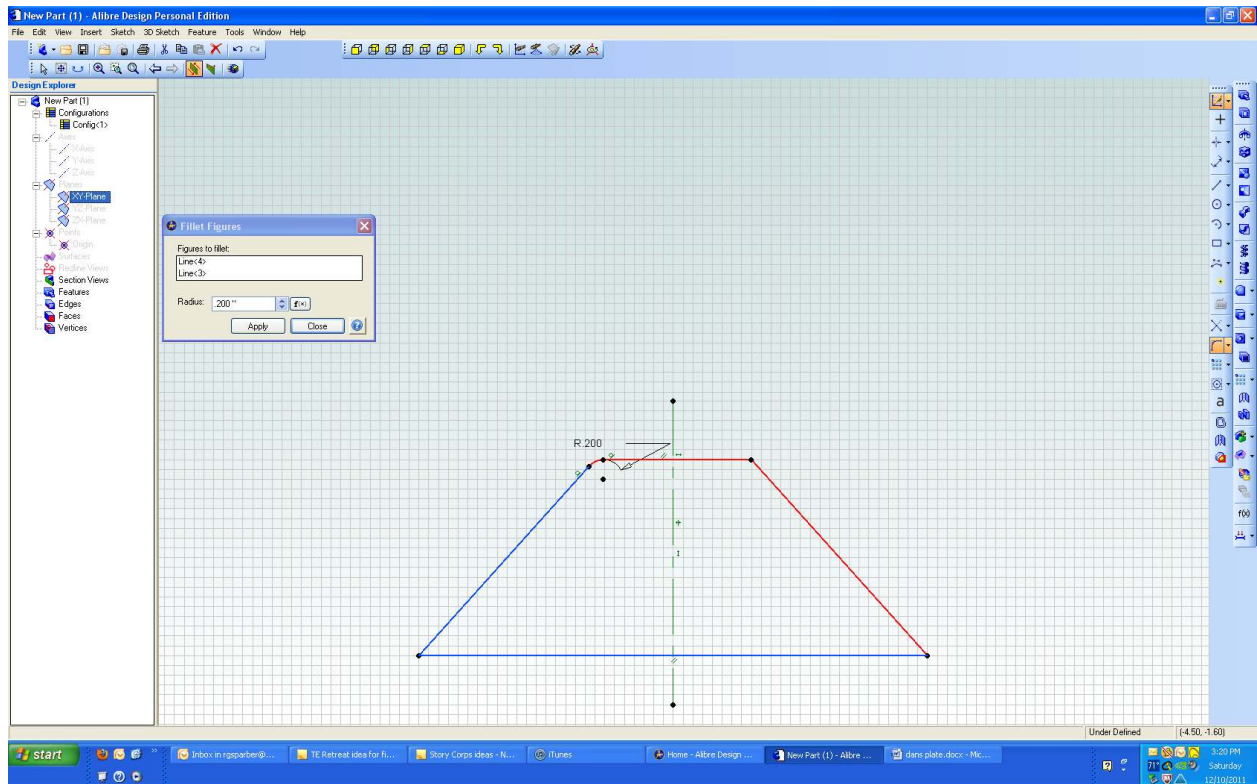 New Part (1) - Alibre Design Personal Edition
File Edit View Insert Sketch 3D Sketch Feature Tools Window Help
Design Explorer
New Part (1)
Configurations
Config<1>
Axes
X-Axis
Y-Axis
Z-Axis
Planes
XY-Plane
YZ-Plane
ZX-Plane
Points
Origin
Surfaces
Redline Views
Section Views
Features
Edges
Faces
Vertices
Fillet Figures
Figures to fillet:
Line<4>
Line<3>
Radius: .200 " f(x)
Apply Close
R.200
a
f(x)
Under Defined (-4.50, -1.60)
start
Inbox in rgsparber@...
TE Retreat idea for fi...
Story Corps ideas - N...
iTunes
Home - Alibre Design ...
New Part (1) - Alibre ...
dans plate.docx - Mic...
71°
3:20 PM
Saturday
12/10/2011